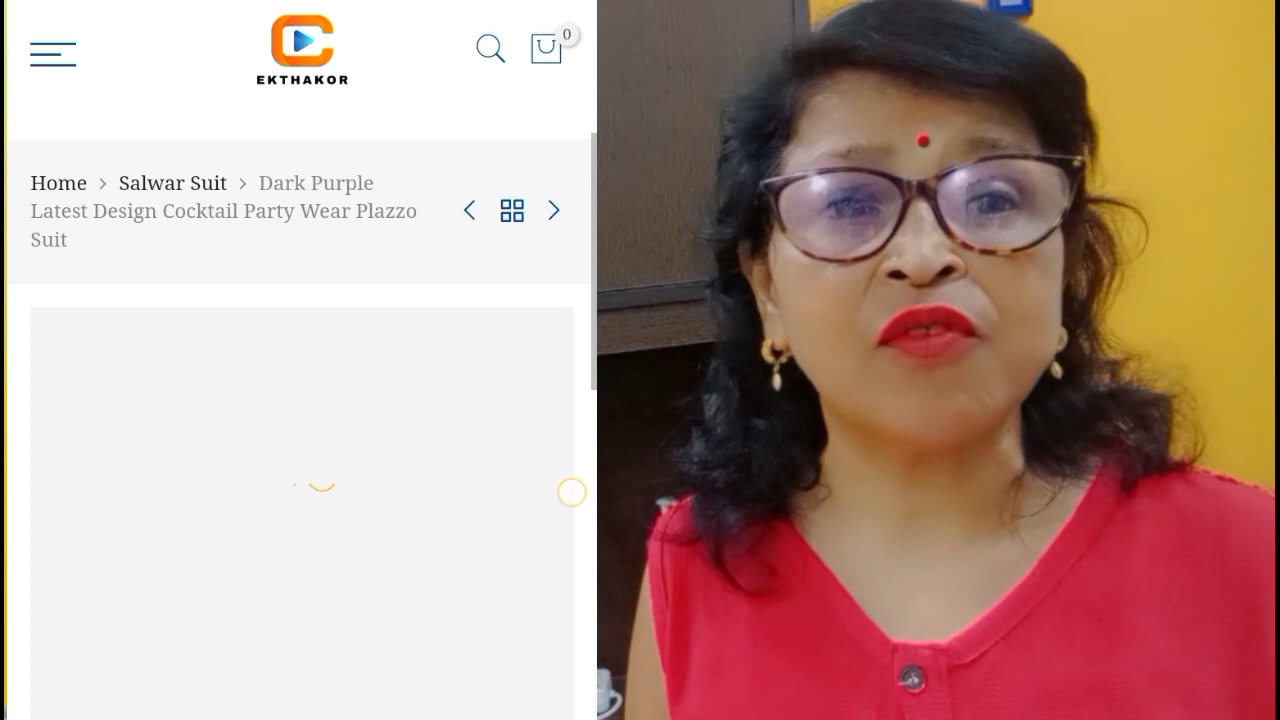 EKTHAKOR
0
Home > Salwar Suit > Dark Purple
Latest Design Cocktail Party Wear Plazzo
Suit